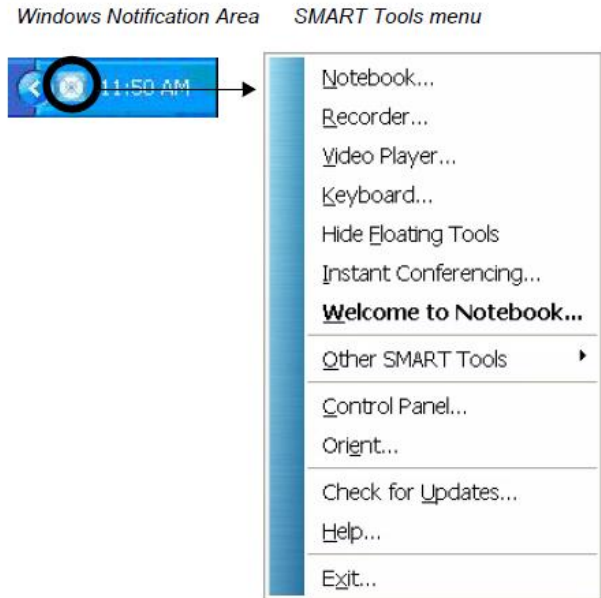 Windows Notification Area SMART Tools menu
11:50 AM
Notebook...
Recorder...
Video Player...
Keyboard...
Hide Floating Tools
Instant Conferencing...
Welcome to Notebook...
Other SMART Tools
Control Panel...
Orient...
Check for Updates...
Help...
Exit...